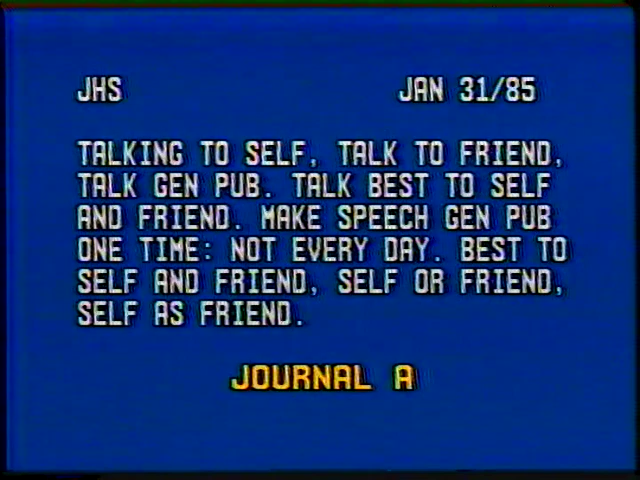 JHS JAN 31/85
TALKING TO SELF, TALK TO FRIEND,
TALK GEN PUB. TALK BEST TO SELF
AND FRIEND. MAKE SPEECH GEN PUB
ONE TIME: NOT EVERY DAY. BEST TO
SELF AND FRIEND, SELF OR FRIEND,
SELF AS FRIEND.
JOURNAL A